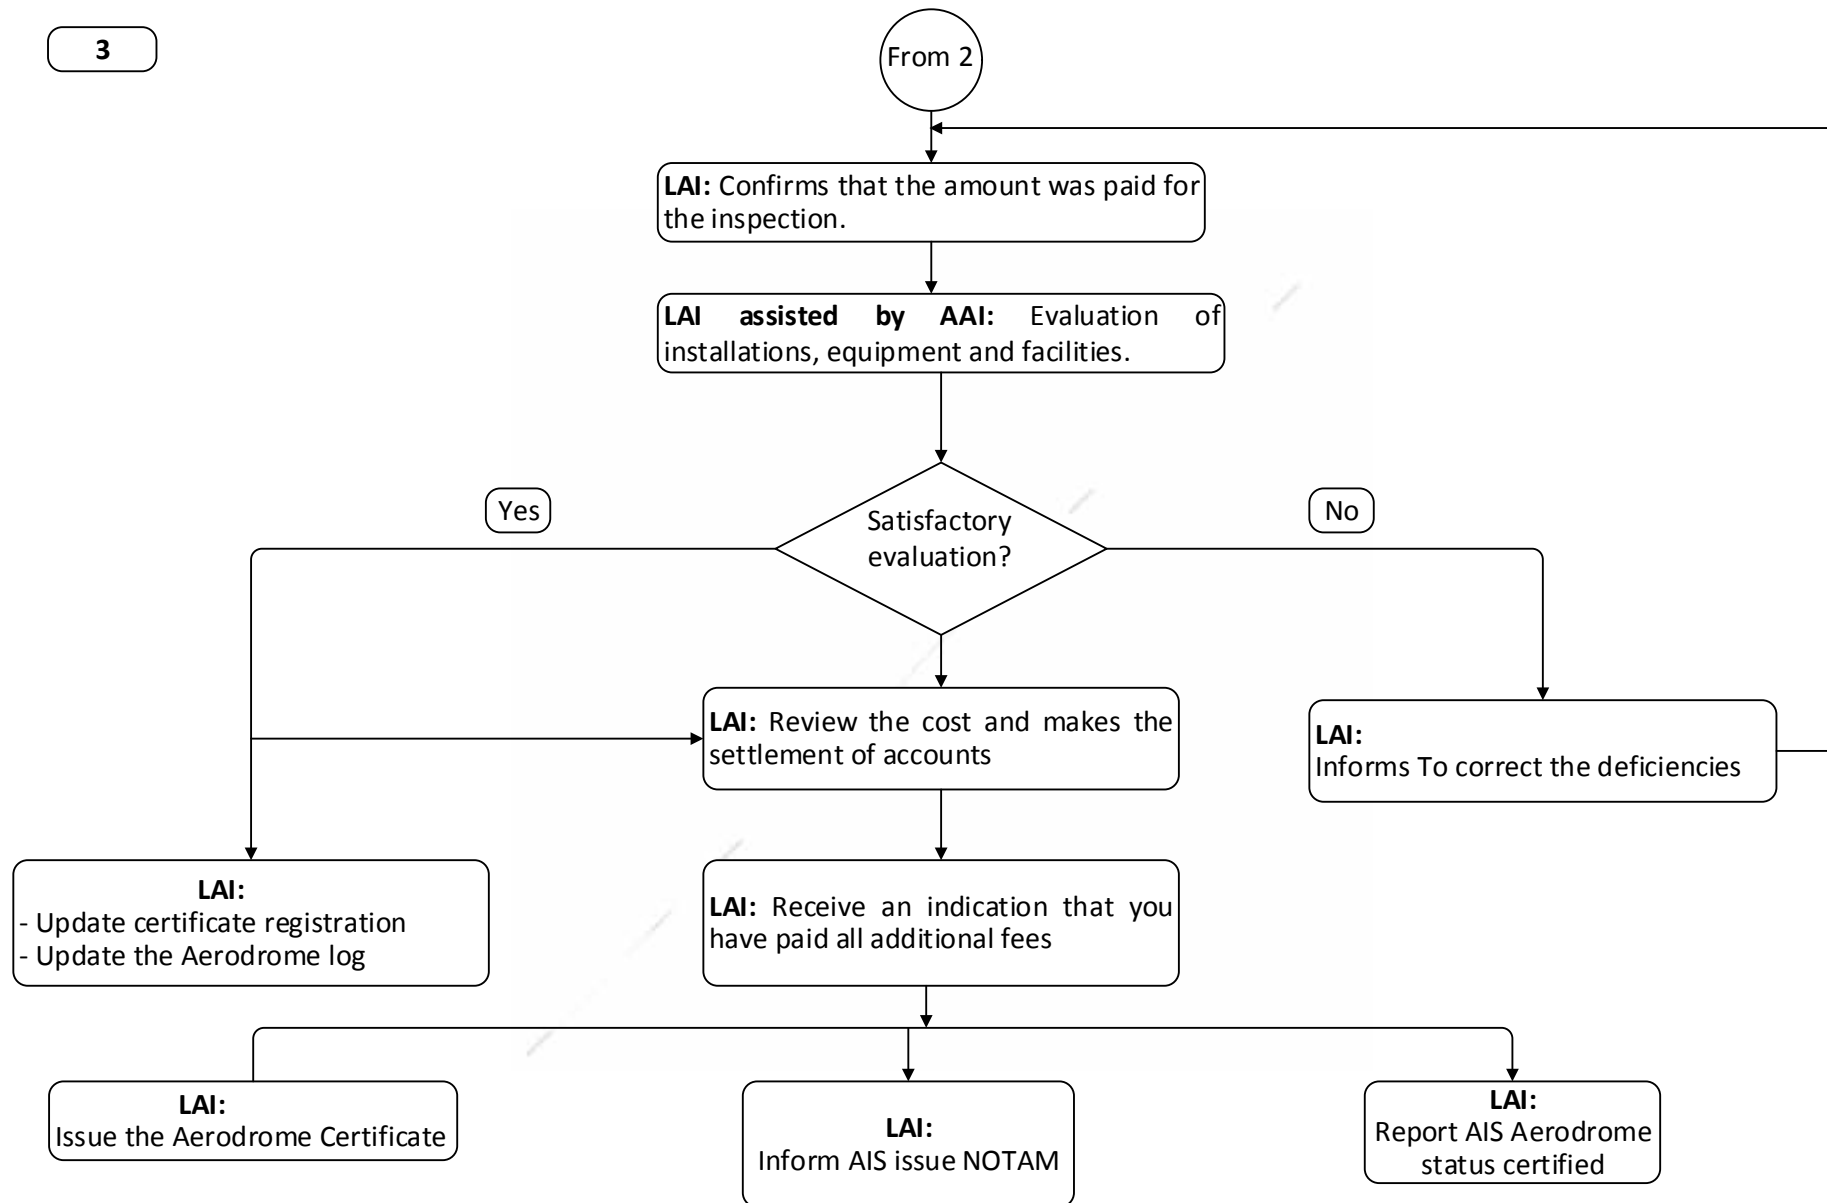 3
From 2
LAI: Confirms that the amount was paid for
the inspection.
LAI assisted by AAI: Evaluation of
installations, equipment and facilities.
Yes
Satisfactory
evaluation?
No
LAI: Review the cost and makes the
settlement of accounts
LAI:
Informs To correct the deficiencies
LAI:
- Update certificate registration
- Update the Aerodrome log
LAI: Receive an indication that you
have paid all additional fees
LAI:
Issue the Aerodrome Certificate
LAI:
Inform AIS issue NOTAM
LAI:
Report AIS Aerodrome
status certified